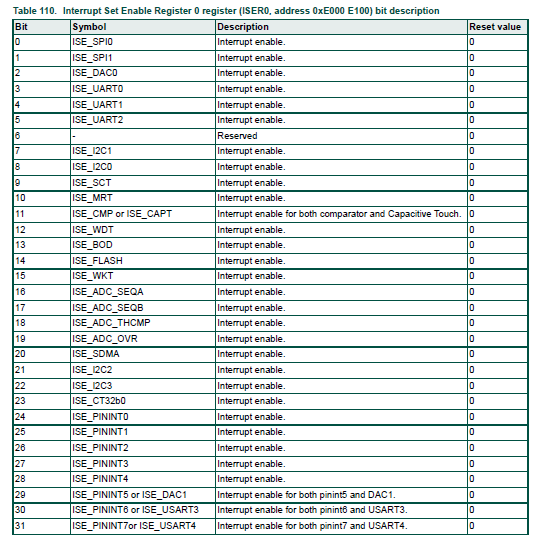 Table 110. Interrupt Set Enable Register 0 register (ISER0, address 0xE000 E100) bit description
Bit Symbol Description Reset value
0 ISE_SPI0 Interrupt enable. 0
1 ISE_SPI1 Interrupt enable. 0
2 ISE_DAC0 Interrupt enable. 0
3 ISE_UART0 Interrupt enable. 0
4 ISE_UART1 Interrupt enable. 0
5 ISE_UART2 Interrupt enable. 0
6 - Reserved 0
7 ISE_I2C1 Interrupt enable. 0
8 ISE_I2C0 Interrupt enable. 0
9 ISE_SCT Interrupt enable. 0
10 ISE_MRT Interrupt enable. 0
11 ISE_CMP or ISE_CAPT Interrupt enable for both comparator and Capacitive Touch. 0
12 ISE_WDT Interrupt enable. 0
13 ISE_BOD Interrupt enable. 0
14 ISE_FLASH Interrupt enable. 0
15 ISE_WKT Interrupt enable. 0
16 ISE_ADC_SEQA Interrupt enable. 0
17 ISE_ADC_SEQB Interrupt enable. 0
18 ISE_ADC_THCMP Interrupt enable. 0
19 ISE_ADC_OVR Interrupt enable. 0
20 ISE_SDMA Interrupt enable. 0
21 ISE_I2C2 Interrupt enable. 0
22 ISE_I2C3 Interrupt enable. 0
23 ISE_CT32b0 Interrupt enable. 0
24 ISE_PININT0 Interrupt enable. 0
25 ISE_PININT1 Interrupt enable. 0
26 ISE_PININT2 Interrupt enable. 0
27 ISE_PININT3 Interrupt enable. 0
28 ISE_PININT4 Interrupt enable. 0
29 ISE_PININT5 or ISE_DAC1 Interrupt enable for both pinint5 and DAC1. 0
30 ISE_PININT6 or ISE_USART3 Interrupt enable for both pinint6 and USART3. 0
31 ISE_PININT7or ISE_USART4 Interrupt enable for both pinint7 and USART4. 0